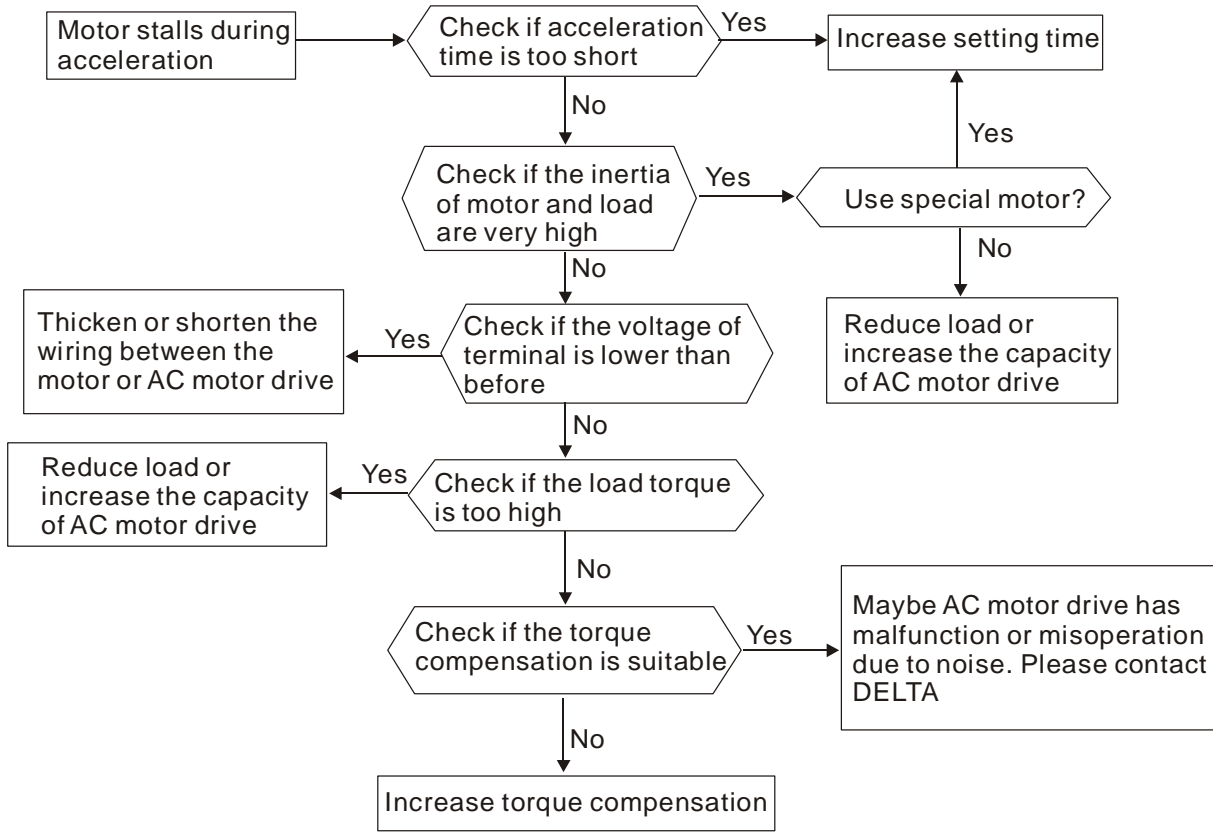 Motor stalls during
acceleration
Check if acceleration
time is too short
Yes
Increase setting time
No
Yes
Check if the inertia
of motor and load
are very high
Yes
Use special motor?
No
No
Thicken or shorten the
wiring between the
motor or AC motor drive
Yes
Check if the voltage of
terminal is lower than
before
Reduce load or
increase the capacity
of AC motor drive
No
Reduce load or
increase the capacity
of AC motor drive
Yes
Check if the load torque
is too high
No
Check if the torque
compensation is suitable
Yes
Maybe AC motor drive has
malfunction or misoperation
due to noise. Please contact
DELTA
No
Increase torque compensation